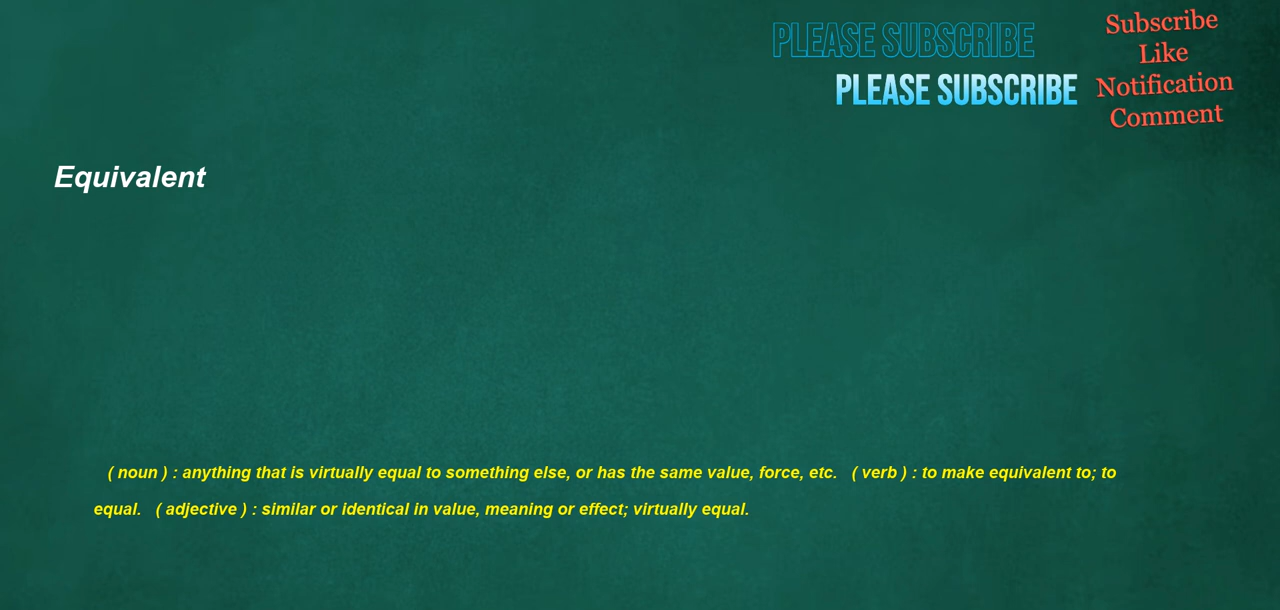 PLEASE SUBSCRIBE
PLEASE SUBSCRIBE
Subscribe
Like
Notification
Comment
Equivalent
( noun ) : anything that is virtually equal to something else, or has the same value, force, etc. ( verb ) : to make equivalent to; to
equal. ( adjective ) : similar or identical in value, meaning or effect; virtually equal.